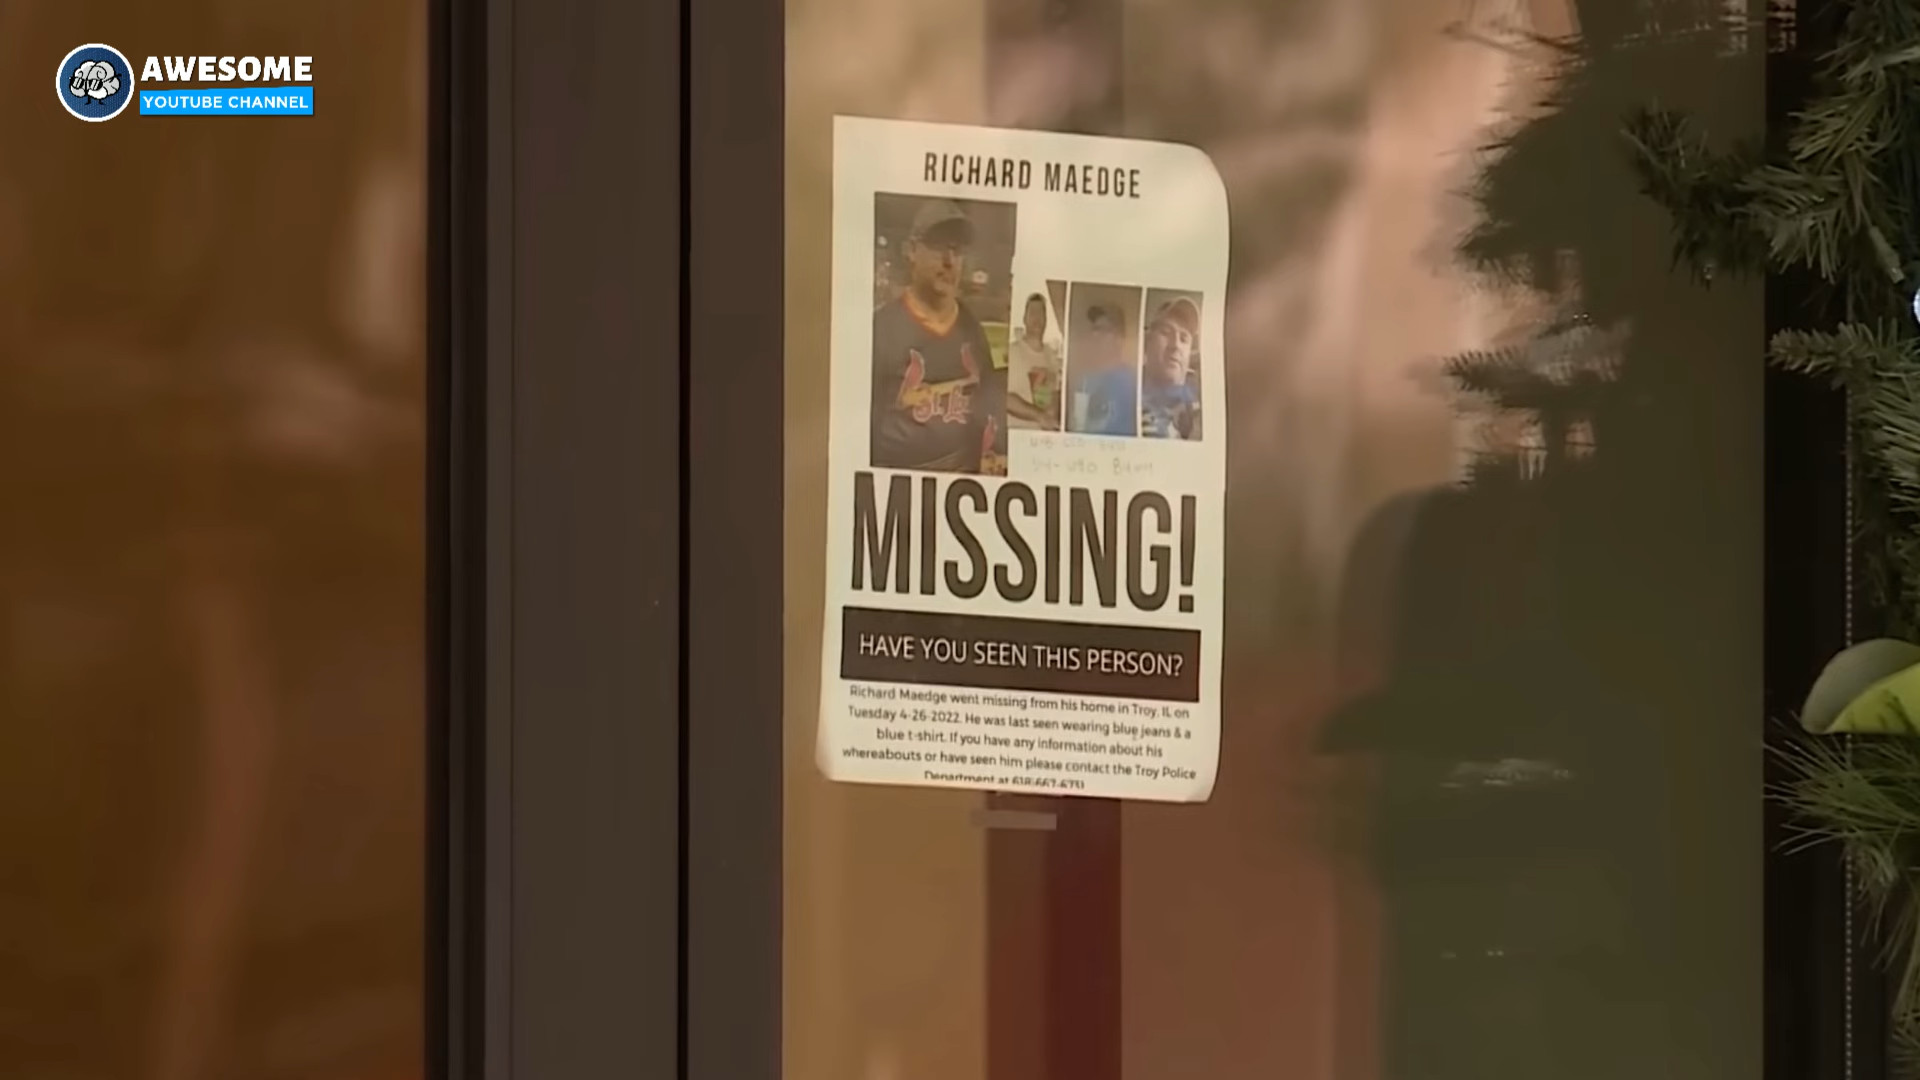 AWESOME
YOUTUBE CHANNEL
RICHARD MAEDGE
MISSING!
HAVE YOU SEEN THIS PERSON?
Richard Maedge went missing from his home in Troy, IL on
Tuesday 4-26-2022. He was last seen wearing blue jeans & a
blue t-shirt. If you have any information about his
whereabouts or have seen him please contact the Troy Police
Department at